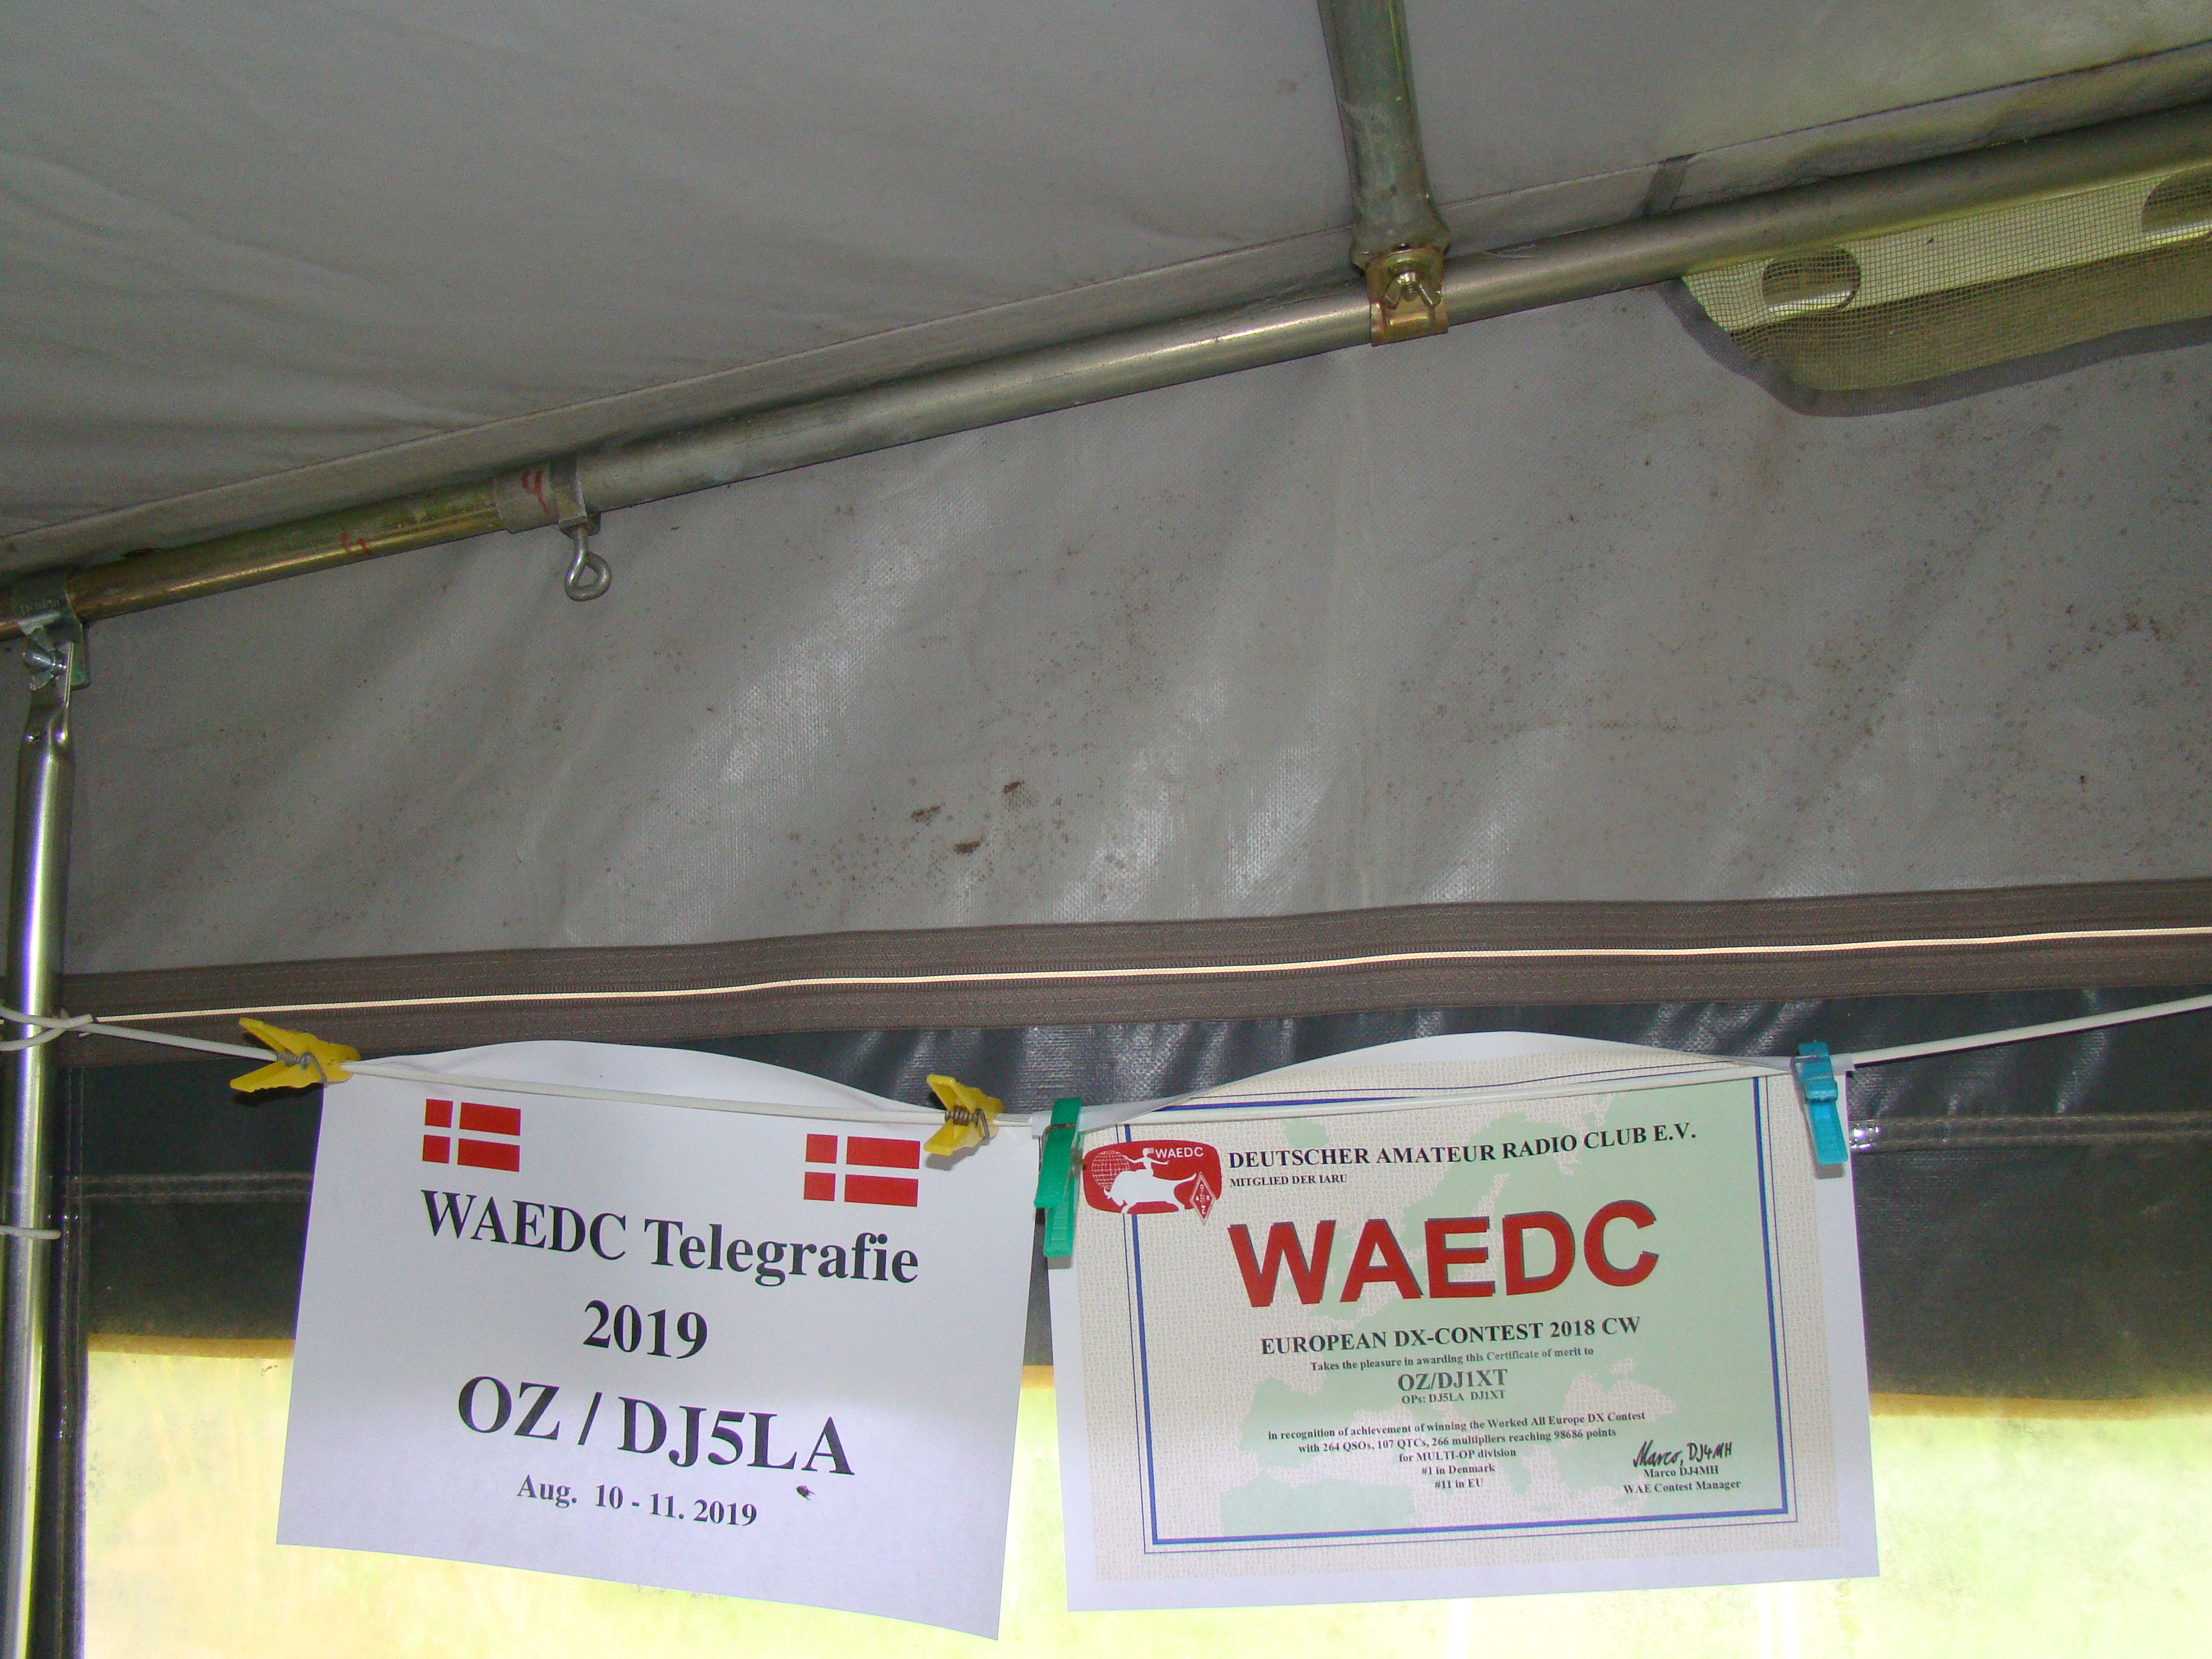 9
WAEDC Telegrafie
2019
OZ / DJ5LA
Aug. 10 - 11. 2019
WAEDC
DEUTSCHER AMATEUR RADIO CLUB E.V.
MITGLIED DER IARU
WAEDC
EUROPEAN DX-CONTEST 2018 CW
Takes the pleasure in awarding this Certificate of merit to
OZ/DJ1XT
OPs: DJ5LA DJ1XT
in recognition of achievement of winning the Worked All Europe DX Contest
with 264 QSOs, 107 QTCs, 266 multipliers reaching 98686 points
for MULTI-OP division
#1 in Denmark
#11 in EU
Marco, DJ4MH
Marco DJ4MH
WAE Contest Manager